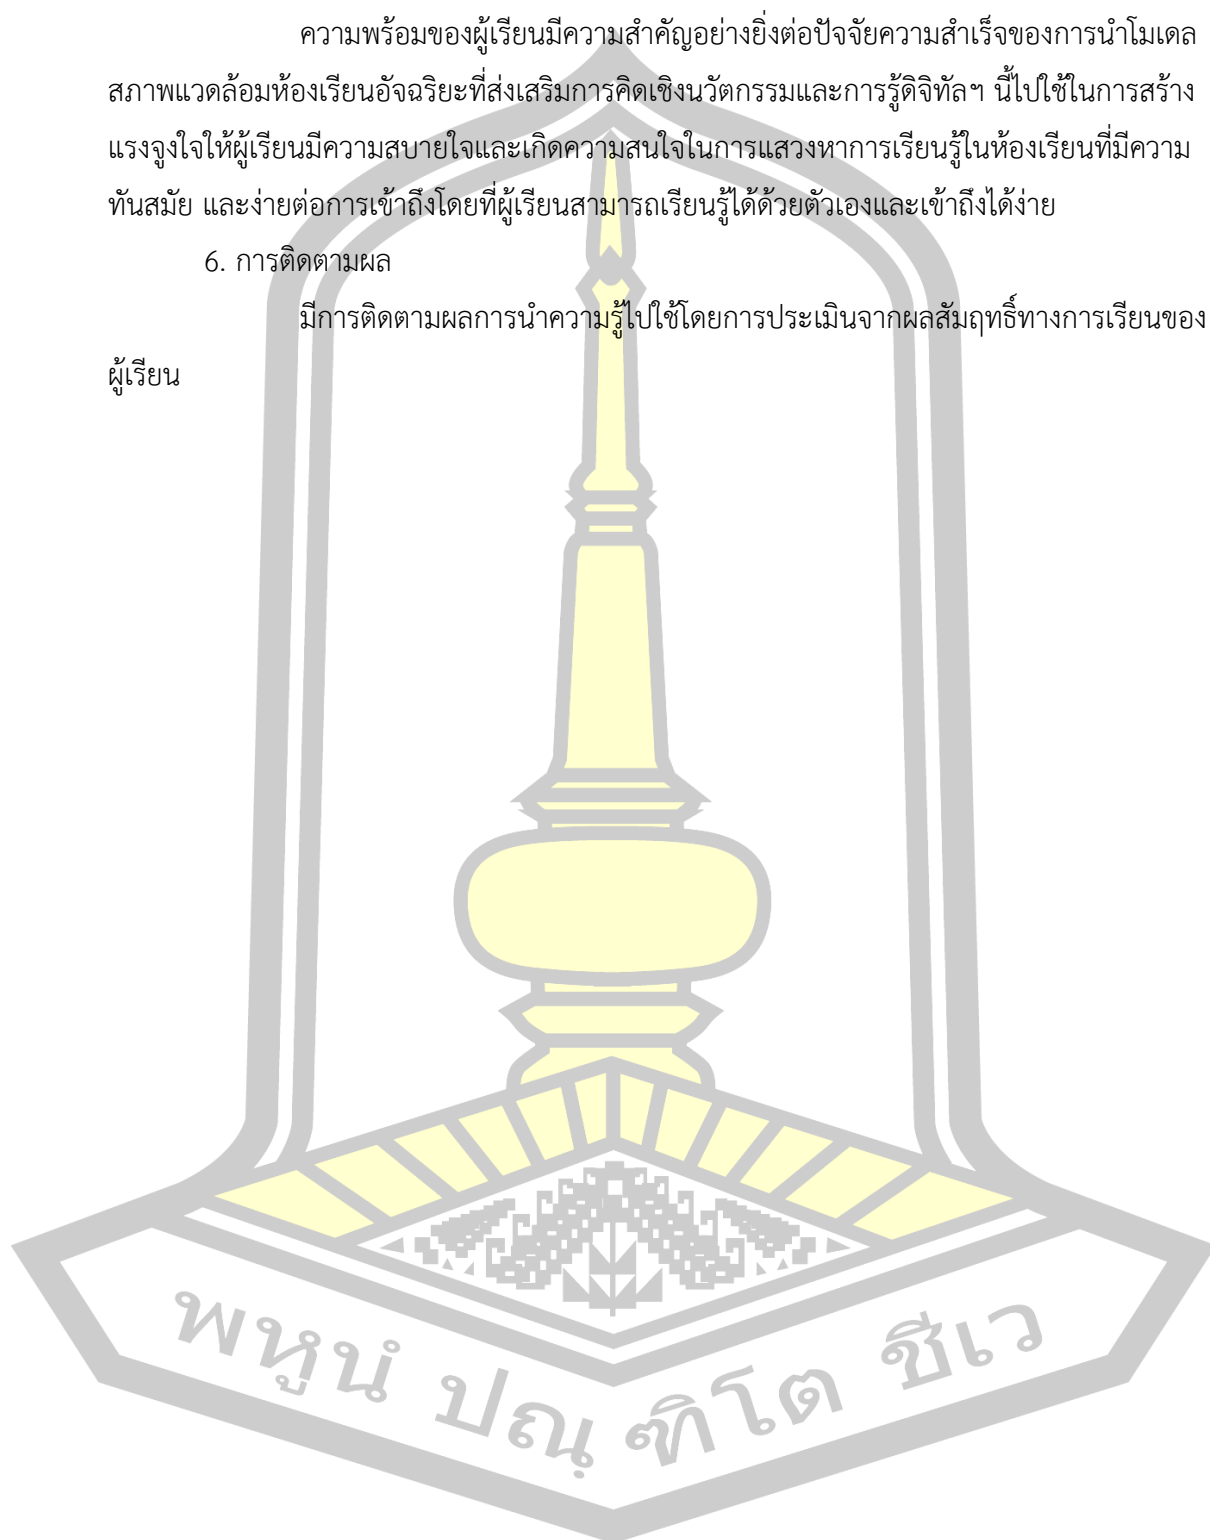 ความพร้อมของผู้เรียนมีความสำคัญอย่างยิ่งต่อปัจจัยความสำเร็จของการนำโมเดล
สภาพแวดล้อมห้องเรียนอัจฉริยะที่ส่งเสริมการคิดเชิงนวัตกรรมและการรู้ดิจิทัลฯ นี้ไปใช้ในการสร้าง
แรงจูงใจให้ผู้เรียนมีความสบายใจและเกิดความสนใจในการแสวงหาการเรียนรู้ในห้องเรียนที่มีความ
ทันสมัย และง่ายต่อการเข้าถึงโดยที่ผู้เรียนสามารถเรียนรู้ได้ด้วยตัวเองและเข้าถึงได้ง่าย
6. การติดตามผล
มีการติดตามผลการนำความรู้ไปใช้โดยการประเมินจากผลสัมฤทธิ์ทางการเรียนของ
ผู้เรียน
พหูนํ ปณฺฑิโต ชีเว